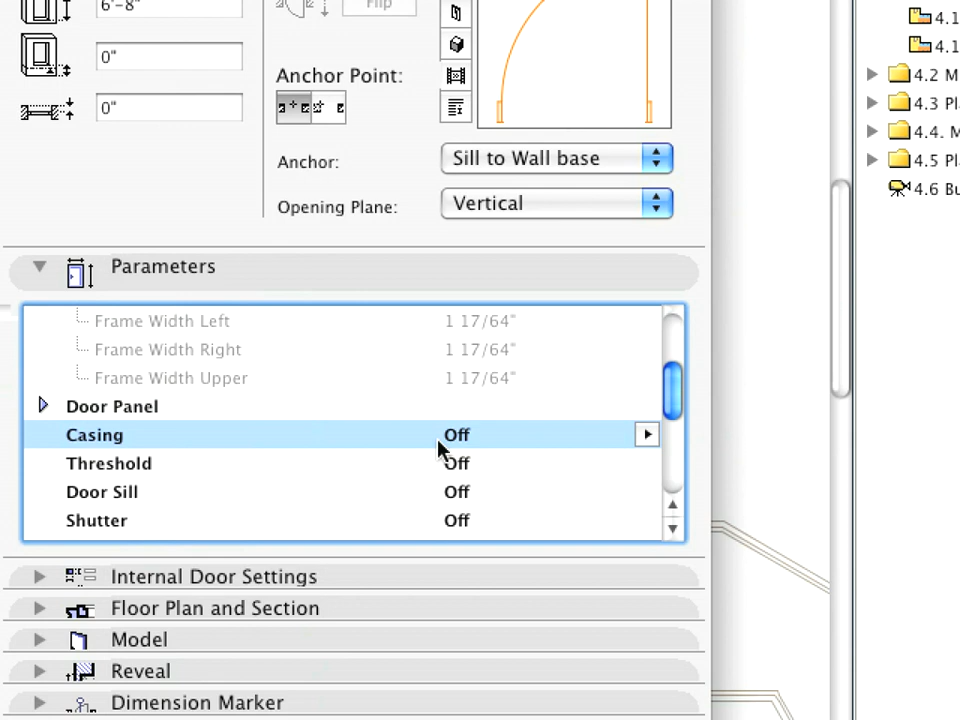 6'-8"
Flip
4.1
0"
4.1
Anchor Point:
4.2 M
0"
4.3 Pl
4.4. M
Anchor: Sill to Wall base
4.5 Pl
4.6 Bu
Opening Plane: Vertical
Parameters
Frame Width Left 1 17/64"
Frame Width Right 1 17/64"
Frame Width Upper 1 17/64"
Door Panel
Casing Off
Threshold Off
Door Sill Off
Shutter Off
Internal Door Settings
Floor Plan and Section
Model
Reveal
Dimension Marker